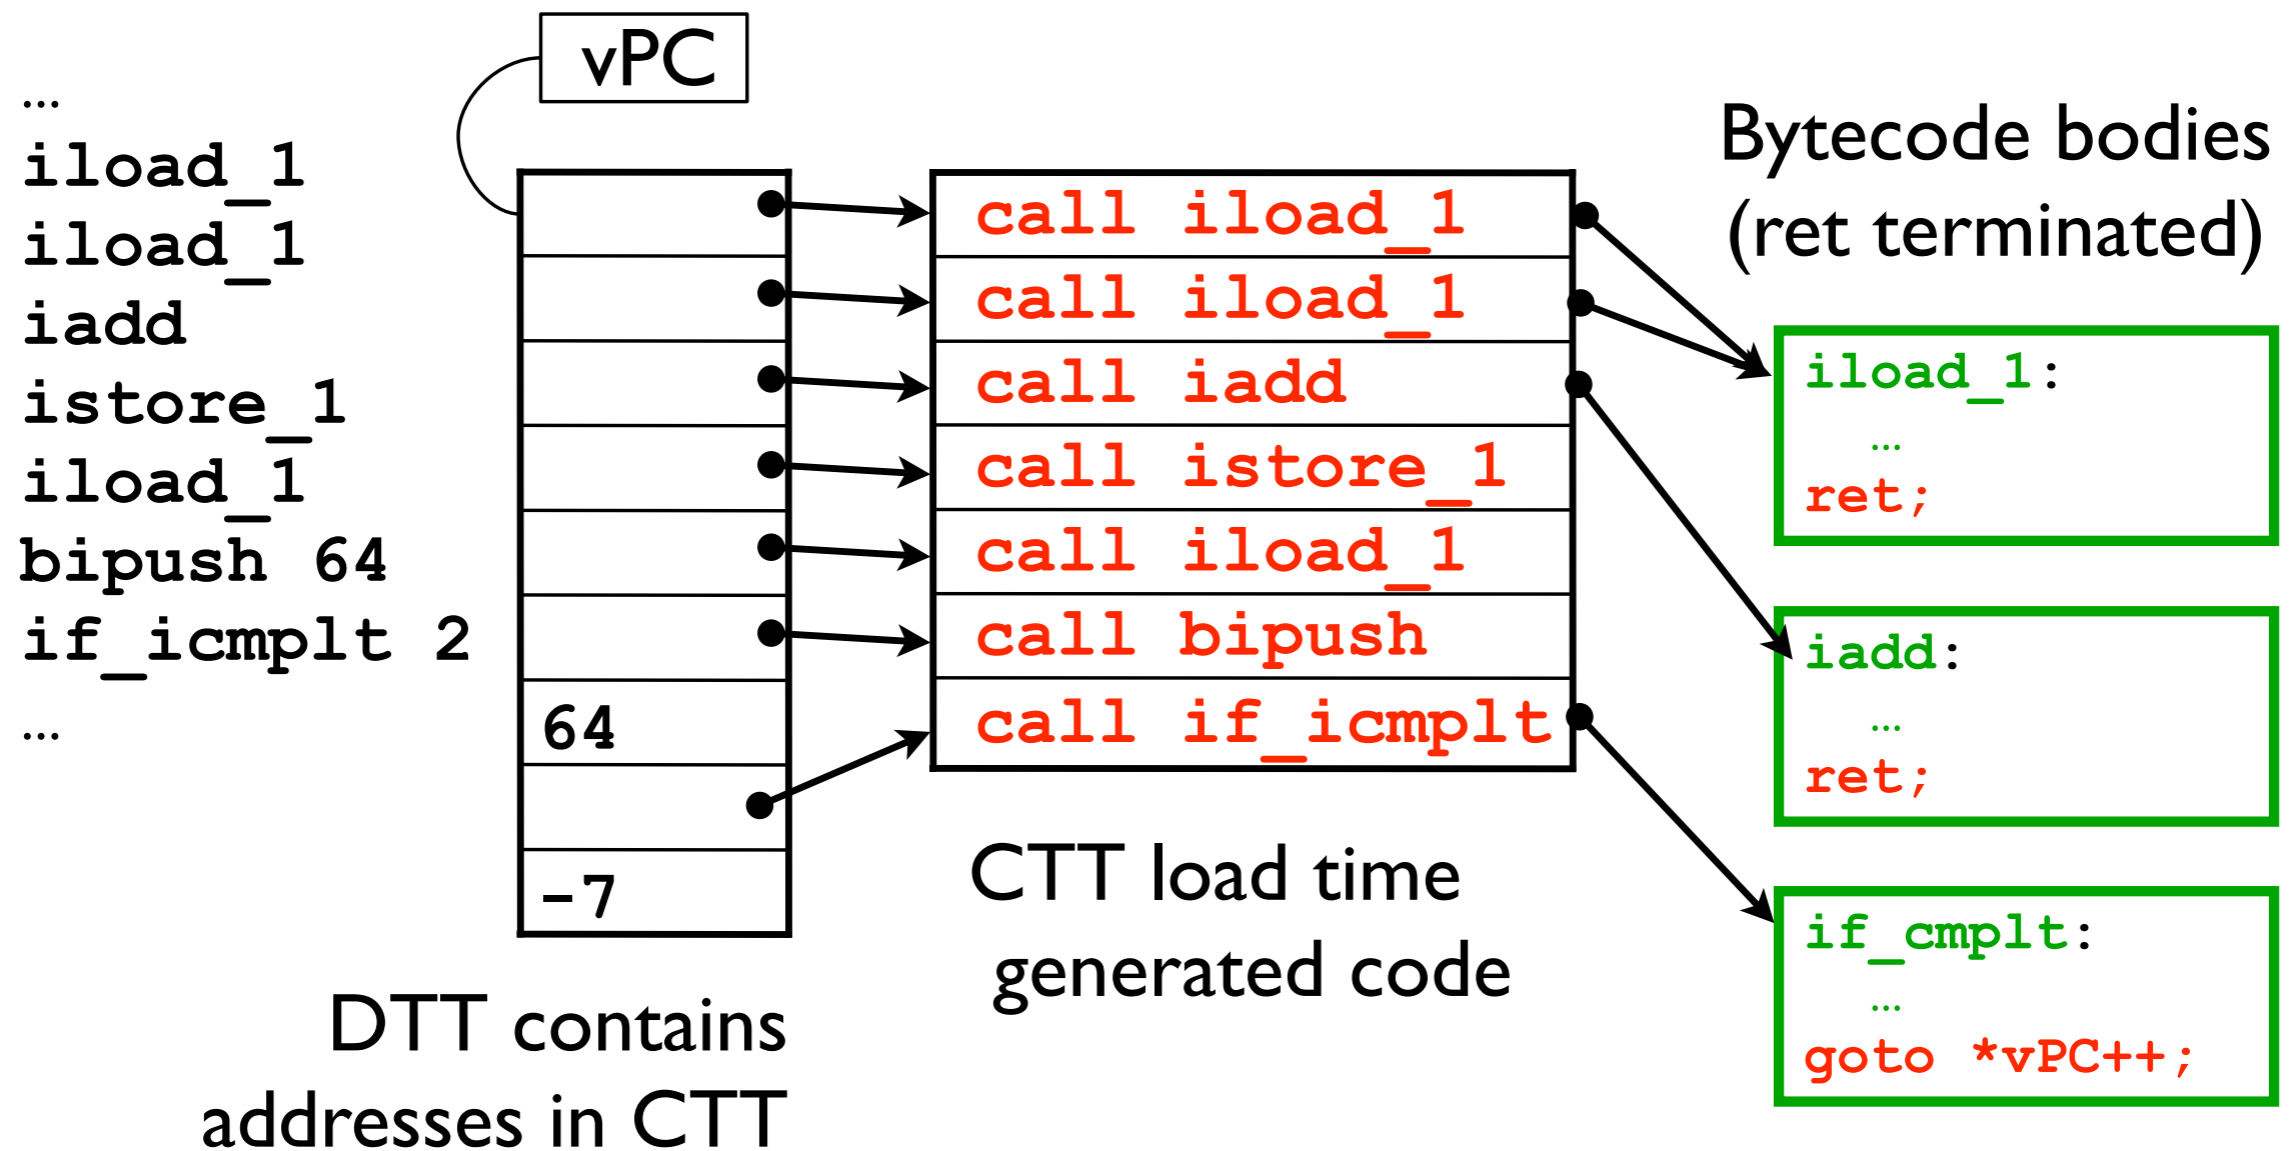 vPC
…
iload_1
iload_1
iadd
istore_1
iload_1
bipush 64
if_icmplt 2
…
64
-7
DTT contains
addresses in CTT
call iload_1
call iload_1
call iadd
call istore_1
call iload_1
call bipush
call if_icmplt
CTT load time
generated code
Bytecode bodies
(ret terminated)
iload_1:
…
ret;
iadd:
…
ret;
if_cmplt:
…
goto *vPC++;